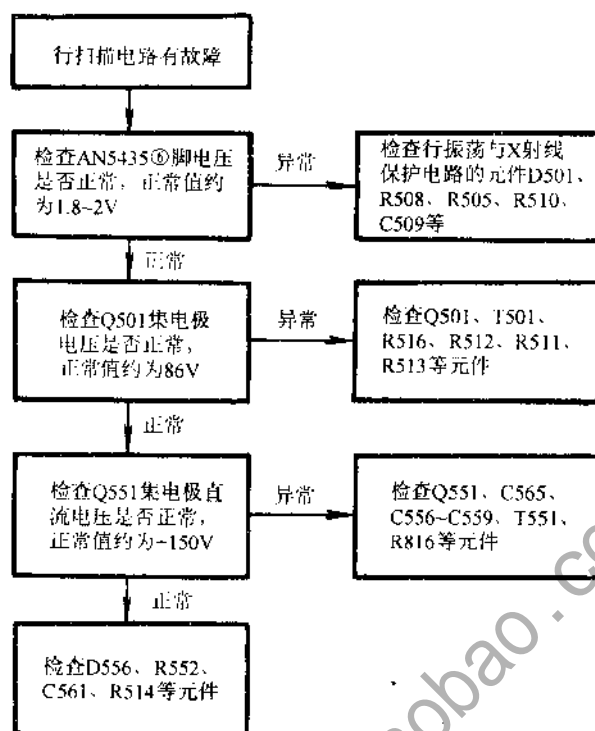 行扫描电路有故障
检查AN5435⑥脚电压
是否正常，正常值约
为1.8~2V
异常
检查行振荡与X射线
保护电路的元件D501、
R508、R505、R510、
C509等
正常
检查Q501集电极
电压是否正常，
正常值约为86V
异常
检查Q501、T501、
R516、R512、R511、
R513等元件
正常
检查Q551集电极直
流电压是否正常，
正常值约为~150V
异常
检查Q551、C565、
C556~C559、T551、
R816等元件
正常
检查D556、R552、
C561、R514等元件
obao.co